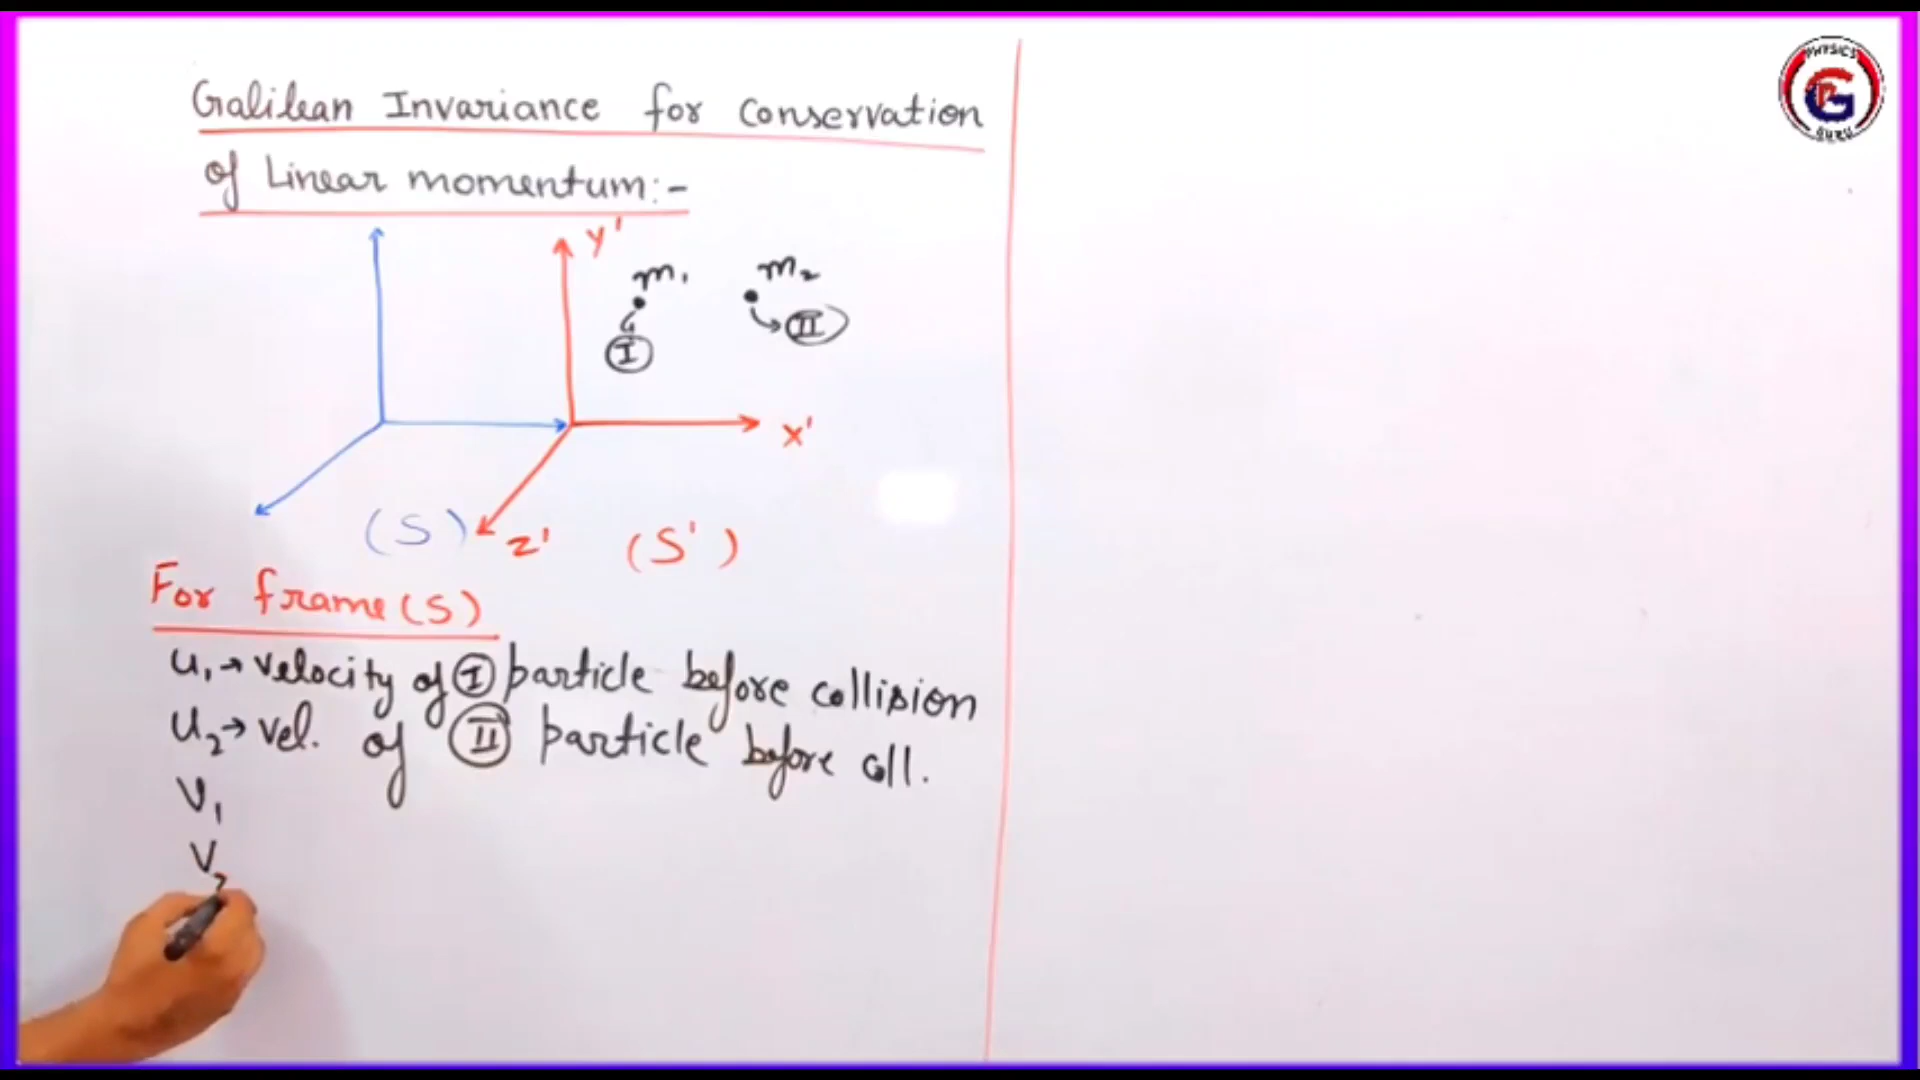 Galilean Invariance for conservation
of Linear momentum:-
y'
m₁
m₂
I
II
x'
(S)
z'
(S')
For frame(S)
u₁→ velocity of I particle before collision
u₂→ vel. of II particle before coll.
V₁
V₂
PHYSICS
G
GURU